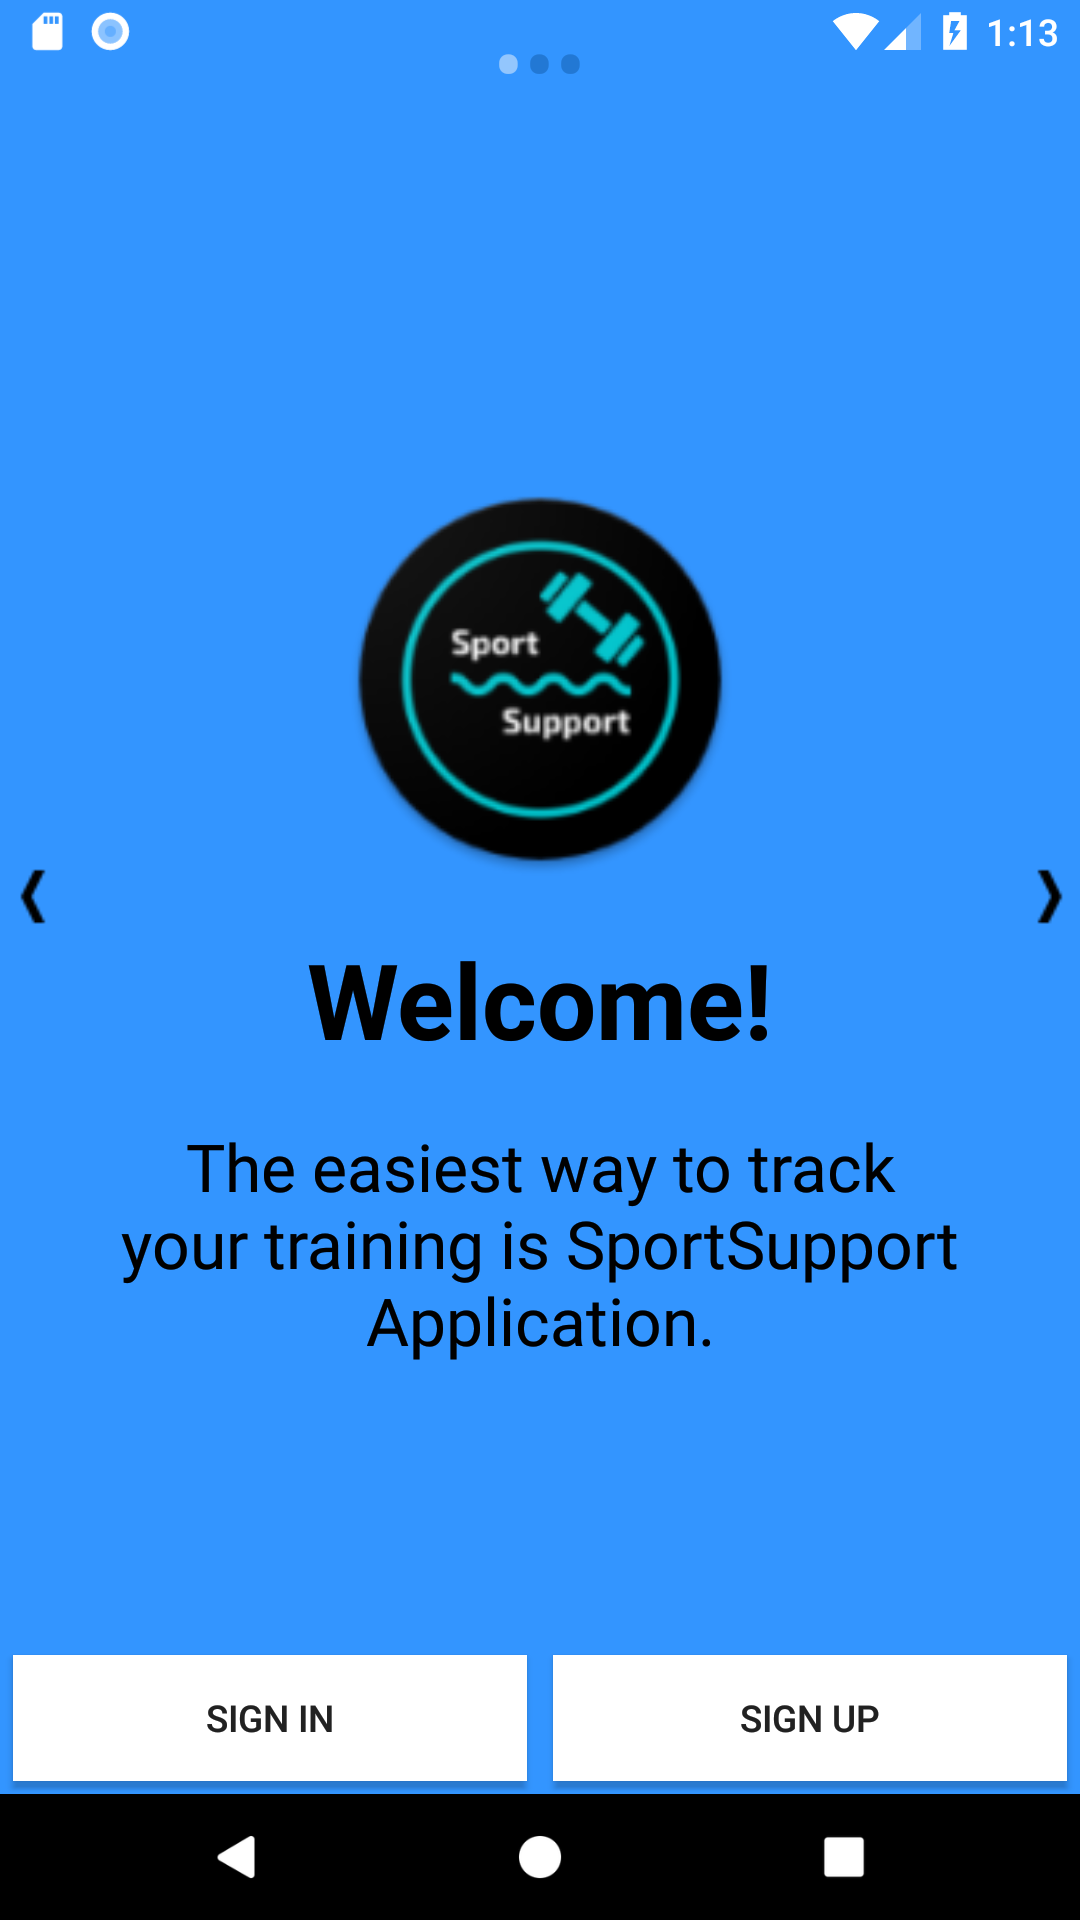 1:13
Sport
Support
Welcome!
The easiest way to track
your training is SportSupport
Application.
SIGN IN
SIGN UP